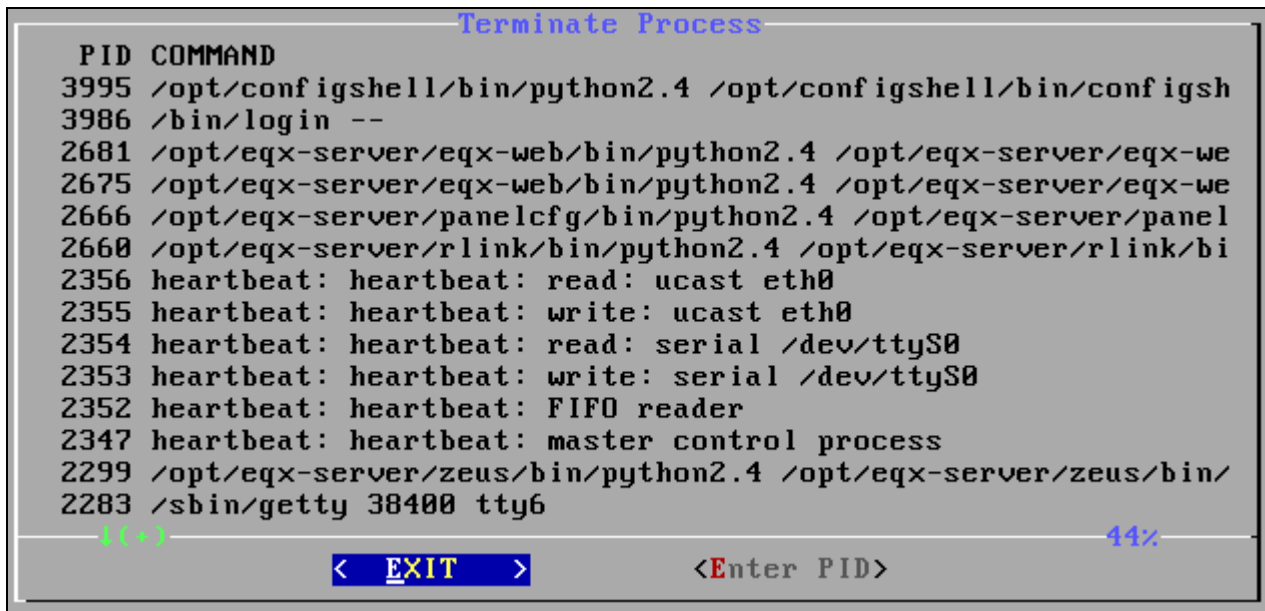 Terminate Process
PID COMMAND
3995 /opt/configshell/bin/python2.4 /opt/configshell/bin/configsh
3986 /bin/login --
2681 /opt/eqx-server/eqx-web/bin/python2.4 /opt/eqx-server/eqx-we
2675 /opt/eqx-server/eqx-web/bin/python2.4 /opt/eqx-server/eqx-we
2666 /opt/eqx-server/panelcfg/bin/python2.4 /opt/eqx-server/panel
2660 /opt/eqx-server/rlink/bin/python2.4 /opt/eqx-server/rlink/bi
2356 heartbeat: heartbeat: read: ucast eth0
2355 heartbeat: heartbeat: write: ucast eth0
2354 heartbeat: heartbeat: read: serial /dev/ttyS0
2353 heartbeat: heartbeat: write: serial /dev/ttyS0
2352 heartbeat: heartbeat: FIFO reader
2347 heartbeat: heartbeat: master control process
2299 /opt/eqx-server/zeus/bin/python2.4 /opt/eqx-server/zeus/bin/
2283 /sbin/getty 38400 tty6
↓(+) 44%
< EXIT > <Enter PID>